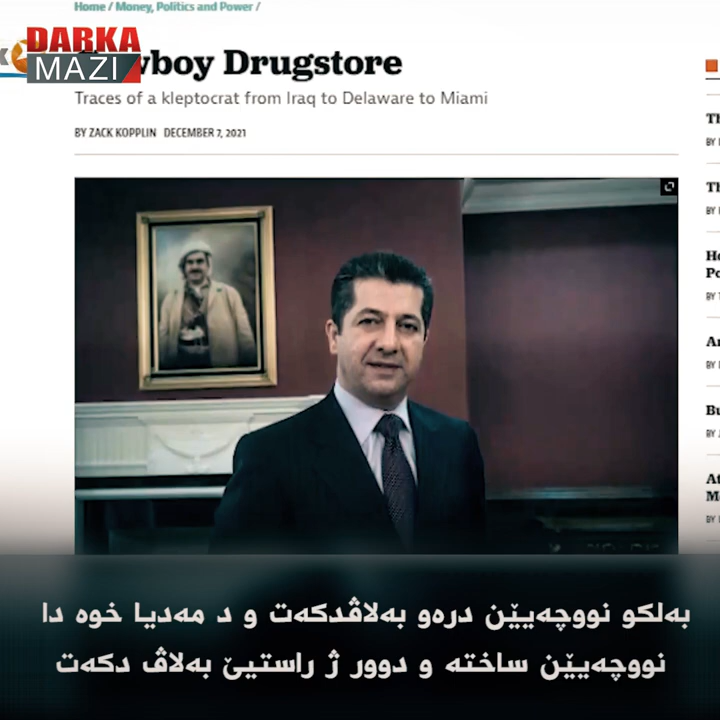 Home / Money, Politics and Power /
DARKA
MAZI
boy Drugstore
Traces of a kleptocrat from Iraq to Delaware to Miami
BY ZACK KOPPLIN DECEMBER 7, 2021
بەلکو نووچەیێن درەو بەلاڤدکەت و د مەدیا خوە دا
نووچەیێن ساختە و دوور ژ راستیێ بەلاڤ دکەت